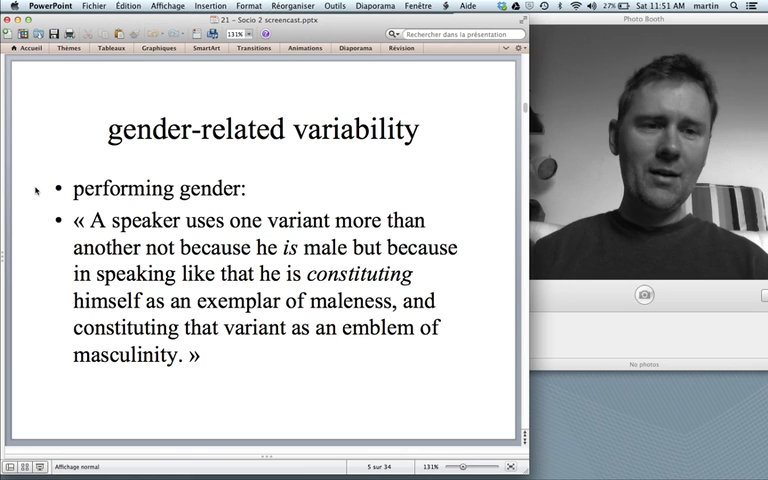 PowerPoint Fichier Édition Affichage Insertion Format Réorganiser Outils Diaporama Fenêtre Aide 27% Sat 11:51 AM martin
21 – Socio 2 screencast.pptx
Photo Booth
131% Rechercher dans la présentation
Accueil Thèmes Tableaux Graphiques SmartArt Transitions Animations Diaporama Révision
gender-related variability
• performing gender:
• « A speaker uses one variant more than
another not because he is male but because
in speaking like that he is constituting
himself as an exemplar of maleness, and
constituting that variant as an emblem of
masculinity. »
No photos
Affichage normal 5 sur 34 131%